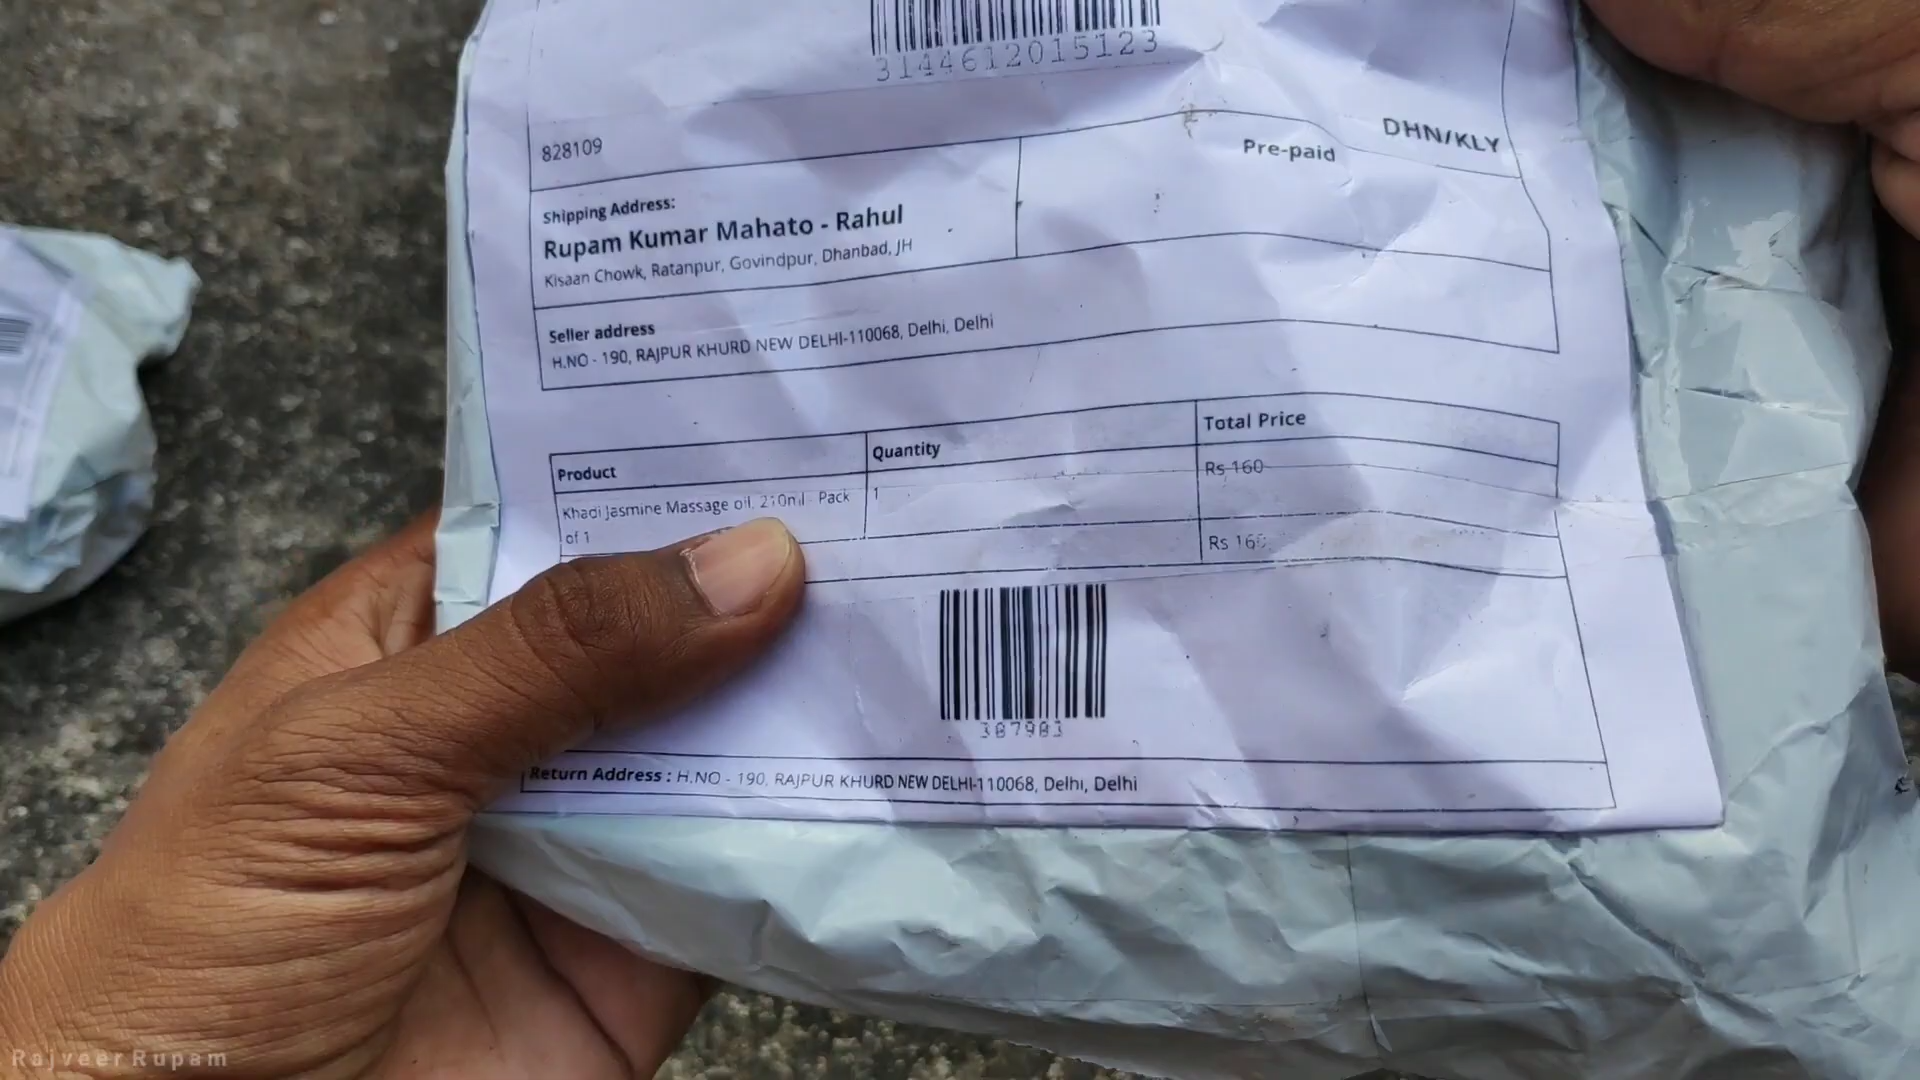 3144612015123
828109
DHN/KLY
Pre-paid
Shipping Address:
Rupam Kumar Mahato - Rahul
Kisaan Chowk, Ratanpur, Govindpur, Dhanbad, JH
Seller address
H.NO - 190, RAJPUR KHURD NEW DELHI-110068, Delhi, Delhi
Product Quantity Total Price
Khadi Jasmine Massage oil, 210ml - Pack 1 Rs 160
of 1
Rs 160
387983
Return Address : H.NO - 190, RAJPUR KHURD NEW DELHI-110068, Delhi, Delhi
Rajveer Rupam